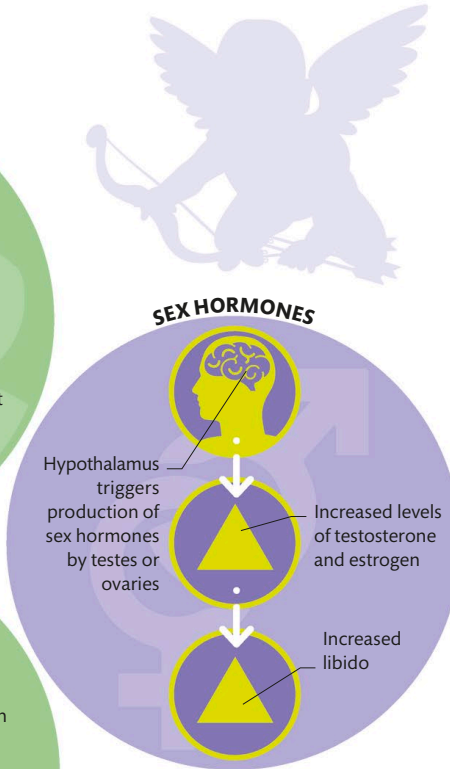 SEX HORMONES
Hypothalamus
triggers
production of
sex hormones
by testes or
ovaries
Increased levels
of testosterone
and estrogen
Increased
libido